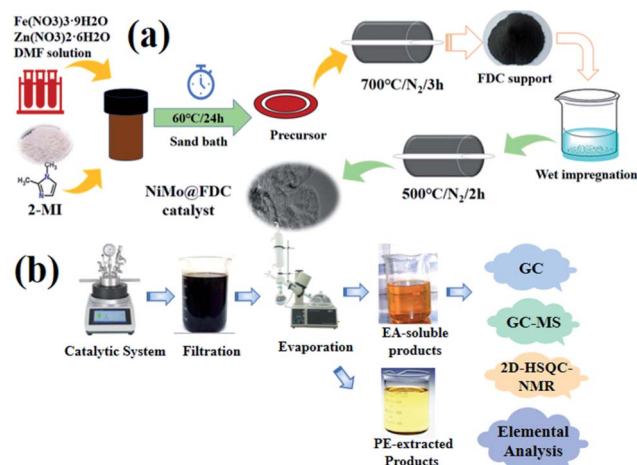 Fe(NO3)3·9H2O
Zn(NO3)2·6H2O
DMF solution
(a)
700°C/N2/3h
FDC support
60°C/24h
Sand bath
Precursor
CH3
N
CH3
N
2-MI
NiMo@FDC
catalyst
500°C/N2/2h
Wet impregnation
(b)
Catalytic System
Filtration
Evaporation
EA-soluble
products
PE-extracted
Products
GC
GC-MS
2D-HSQC-
NMR
Elemental
Analysis